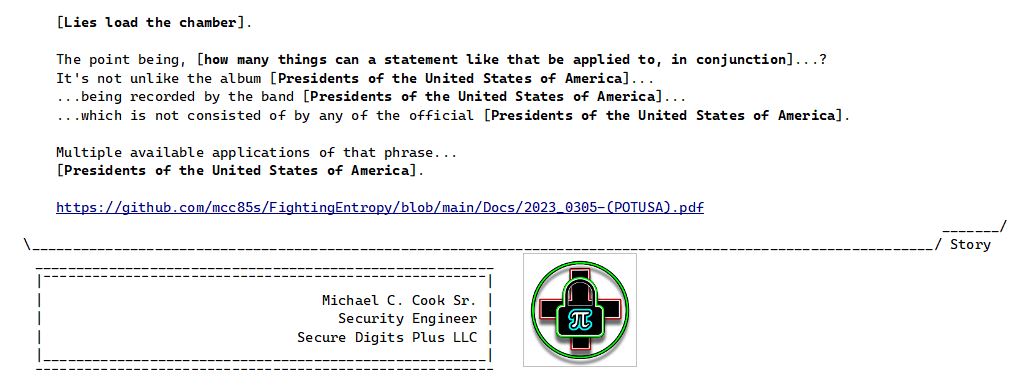 [Lies load the chamber].
The point being, [how many things can a statement like that be applied to, in conjunction]...?
It's not unlike the album [Presidents of the United States of America]...
...being recorded by the band [Presidents of the United States of America]...
...which is not consisted of by any of the official [Presidents of the United States of America].
Multiple available applications of that phrase...
[Presidents of the United States of America].
https://github.com/mcc85s/FightingEntropy/blob/main/Docs/2023_0305-(POTUSA).pdf
Story
Michael C. Cook Sr.
Security Engineer
Secure Digits Plus LLC
π